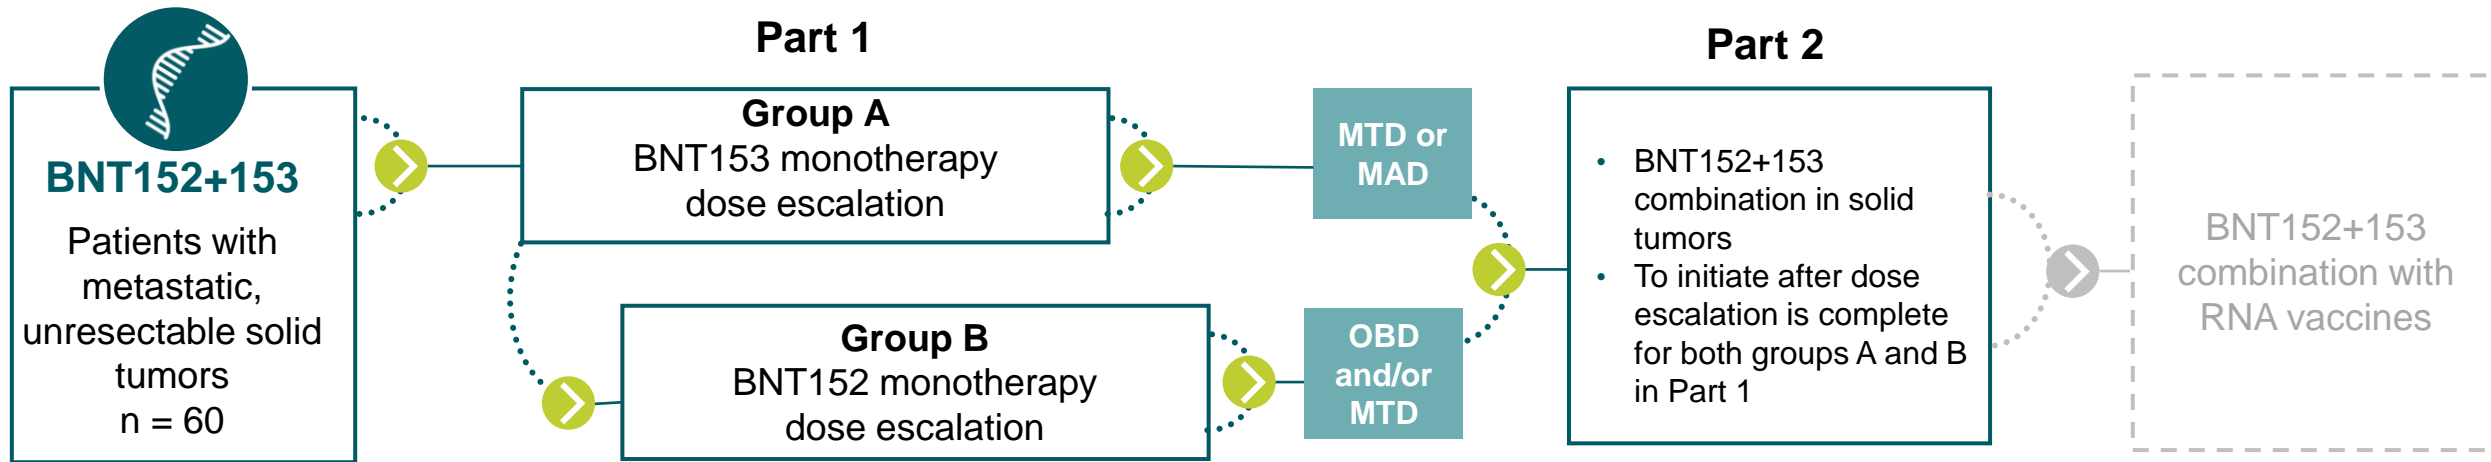 BNT152+153
Patients with
metastatic,
unresectable solid
tumors
n = 60
Part 1
Group A
BNT153 monotherapy
dose escalation
Group B
BNT152 monotherapy
dose escalation
MTD or
MAD
OBD
and/or
MTD
Part 2
• BNT152+153
combination in solid
tumors
• To initiate after dose
escalation is complete
for both groups A and B
in Part 1
BNT152+153
combination with
RNA vaccines